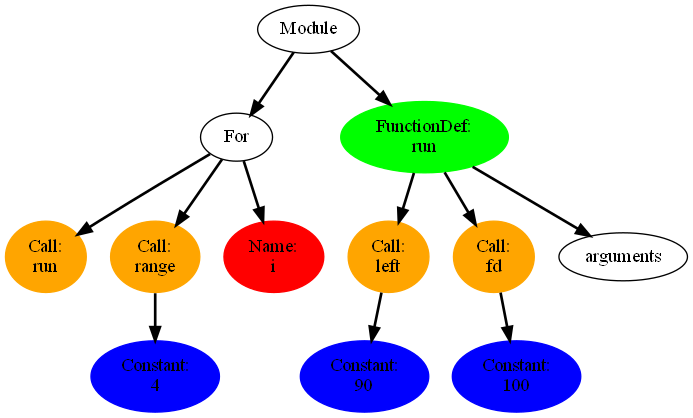 Module
For
FunctionDef:
run
Call:
run
Call:
range
Name:
i
Call:
left
Call:
fd
arguments
Constant:
4
Constant:
90
Constant:
100